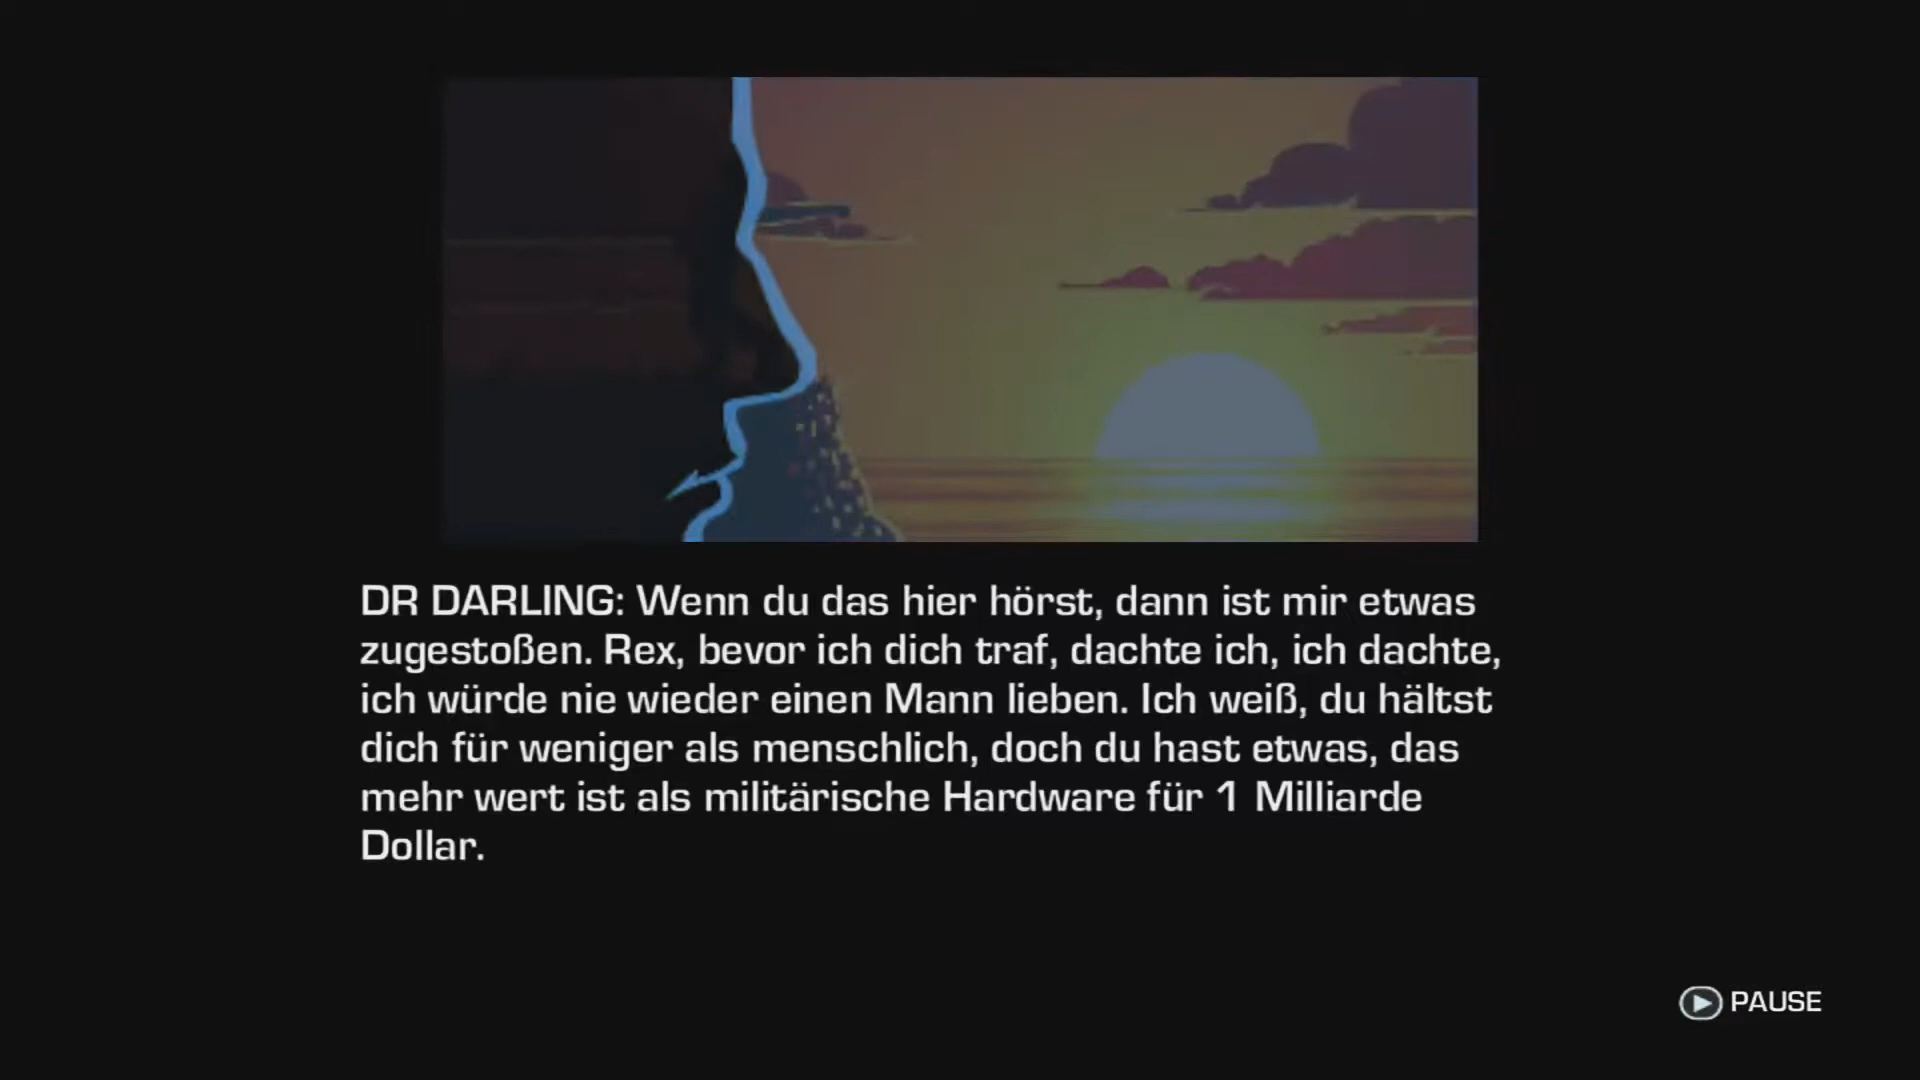 DR DARLING: Wenn du das hier hörst, dann ist mir etwas
zugestoßen. Rex, bevor ich dich traf, dachte ich, ich dachte,
ich würde nie wieder einen Mann lieben. Ich weiß, du hältst
dich für weniger als menschlich, doch du hast etwas, das
mehr wert ist als militärische Hardware für 1 Milliarde
Dollar.
PAUSE